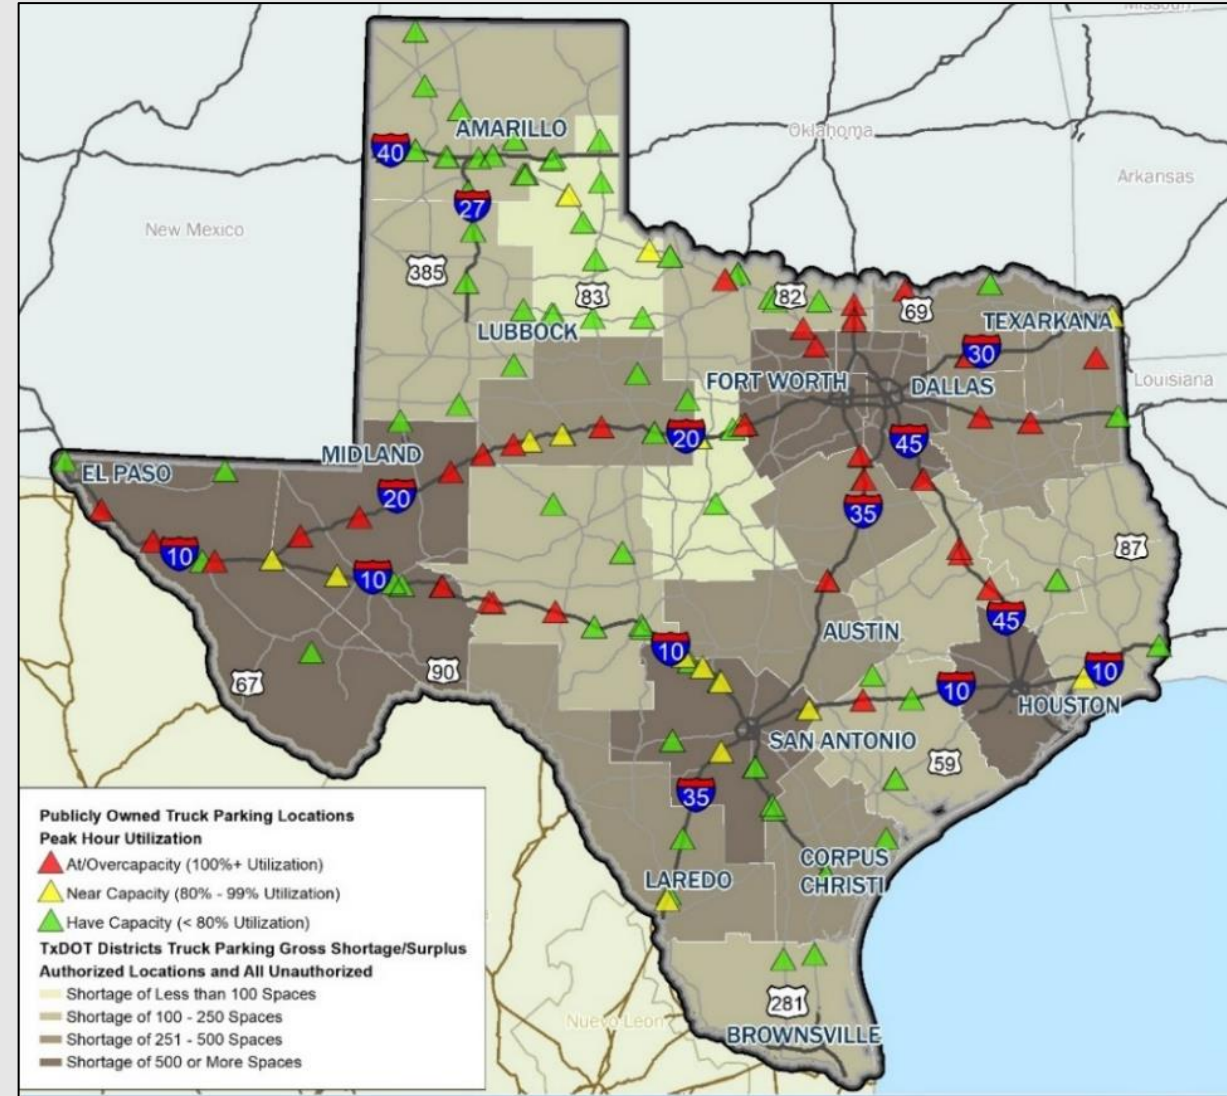 Missouri
Oklahoma
Arkansas
New Mexico
AMARILLO
40
27
385
83
82
69
LUBBOCK
TEXARKANA
30
FORT WORTH
DALLAS
Louisiana
20
45
MIDLAND
EL PASO
20
35
10
10
87
AUSTIN
45
10
67
90
10
10
HOUSTON
SAN ANTONIO
59
35
CORPUS
CHRISTI
LAREDO
281
BROWNSVILLE
Nuevo Leon
Publicly Owned Truck Parking Locations
Peak Hour Utilization
At/Overcapacity (100%+ Utilization)
Near Capacity (80% - 99% Utilization)
Have Capacity (< 80% Utilization)
TxDOT Districts Truck Parking Gross Shortage/Surplus
Authorized Locations and All Unauthorized
Shortage of Less than 100 Spaces
Shortage of 100 - 250 Spaces
Shortage of 251 - 500 Spaces
Shortage of 500 or More Spaces